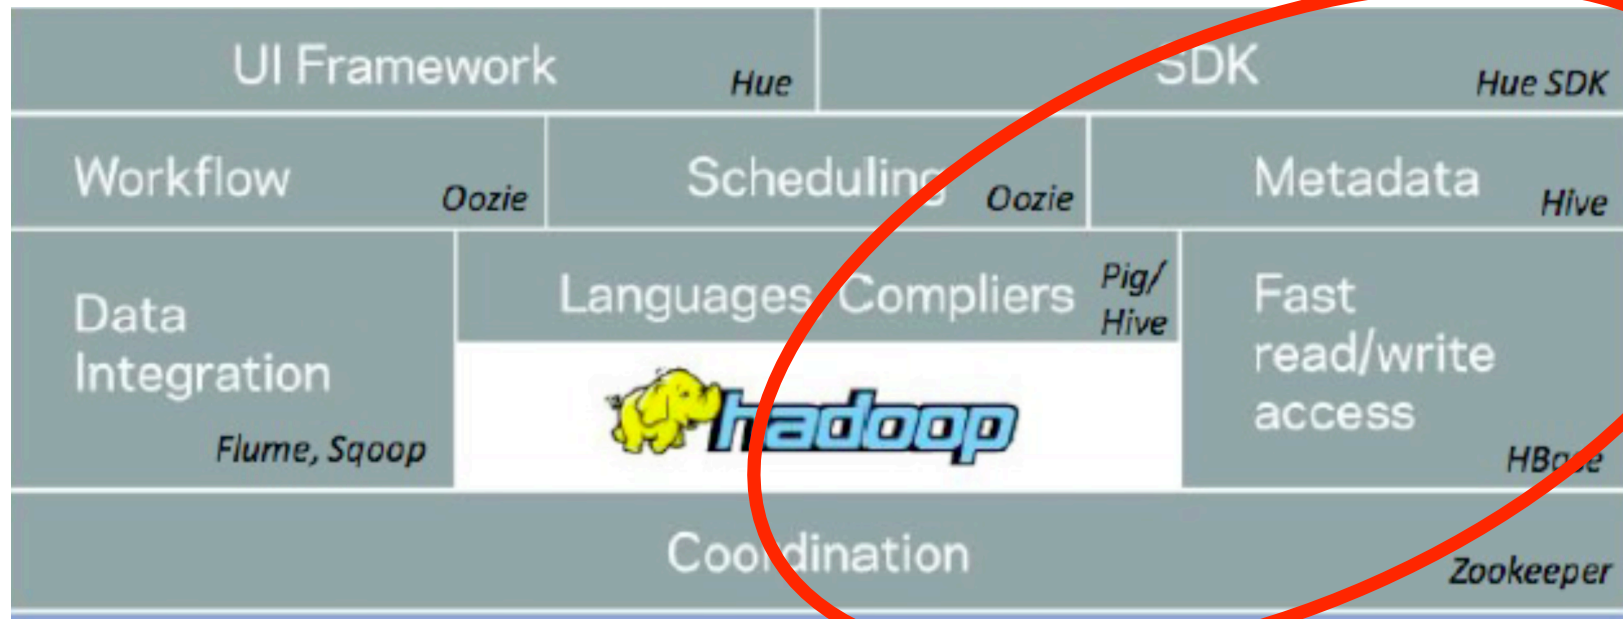 UI Framework
Hue
SDK
Hue SDK
Workflow
Oozie
Scheduling
Oozie
Metadata
Hive
Data
Integration
Flume, Sqoop
Languages, Compliers
Pig/
Hive
hadoop
Fast
read/write
access
HBase
Coordination
Zookeeper